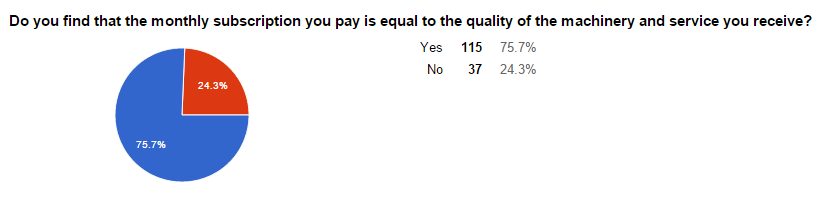 Do you find that the monthly subscription you pay is equal to the quality of the machinery and service you receive?
Yes 115 75.7%
No 37 24.3%
24.3%
75.7%